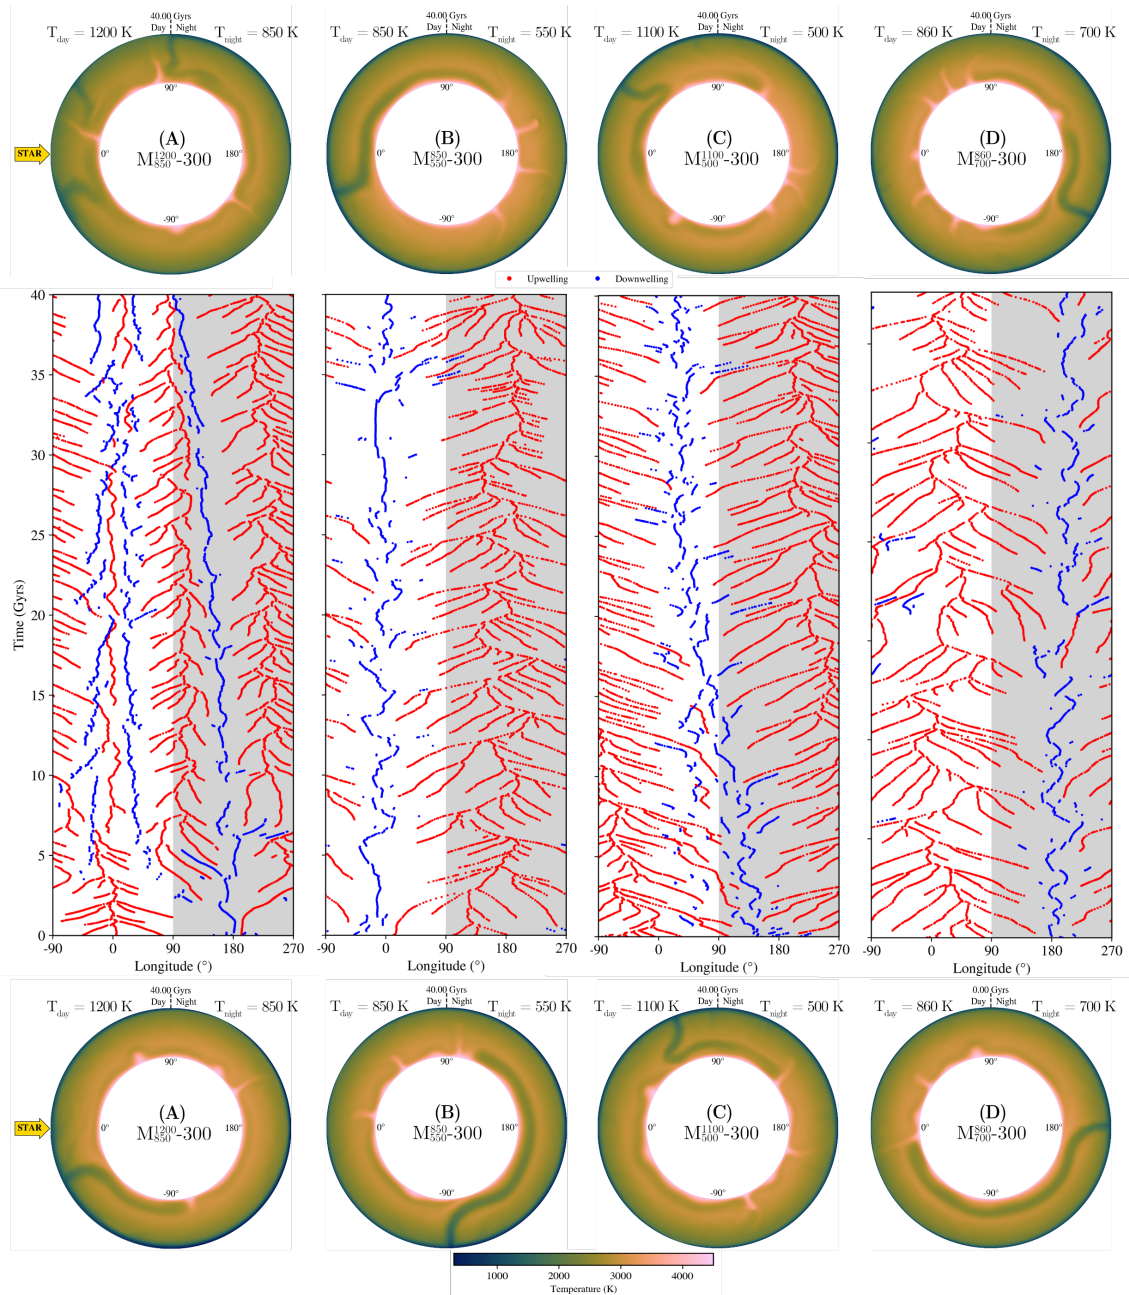 40.00 Gyrs 40.00 Gyrs 40.00 Gyrs 40.00 Gyrs
Day Night Day Night Day Night Day Night
T_day = 1200 K T_night = 850 K T_day = 850 K T_night = 550 K T_day = 1100 K T_night = 500 K T_day = 860 K T_night = 700 K
90° 90° 90° 90°
(A) (B) (C) (D)
STAR 0° M^1200_850-300 180° 0° M^850_550-300 180° 0° M^1100_500-300 180° 0° M^860_700-300 180°
-90° -90° -90° -90°
Upwelling Downwelling
40
35
30
25
20
15
10
5
0
Time (Gyrs)
-90 0 90 180 270 -90 0 90 180 270 -90 0 90 180 270 -90 0 90 180 270
Longitude (°) Longitude (°) Longitude (°) Longitude (°)
40.00 Gyrs 40.00 Gyrs 40.00 Gyrs 0.00 Gyrs
Day Night Day Night Day Night Day Night
T_day = 1200 K T_night = 850 K T_day = 850 K T_night = 550 K T_day = 1100 K T_night = 500 K T_day = 860 K T_night = 700 K
90° 90° 90° 90°
(A) (B) (C) (D)
STAR 0° M^1200_850-300 180° 0° M^850_550-300 180° 0° M^1100_500-300 180° 0° M^860_700-300 180°
-90° -90° -90° -90°
1000 2000 3000 4000
Temperature (K)